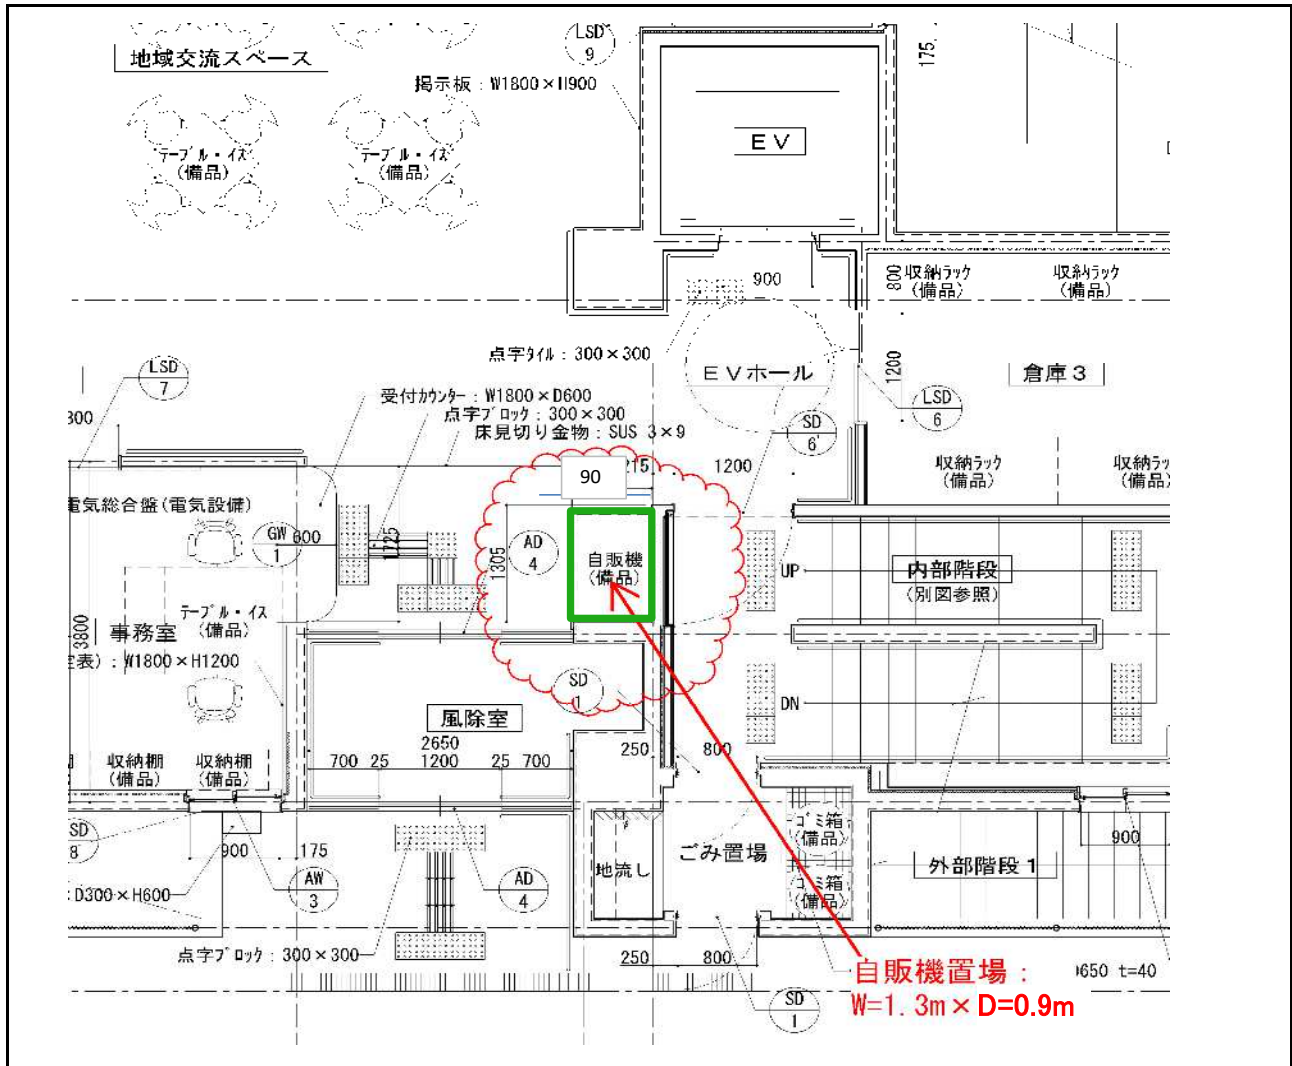 地域交流スペース
LSD
9
175
掲示板：W1800×H900
EV
テーブル・イス
(備品)
テーブル・イス
(備品)
900
800
収納ラック
(備品)
収納ラック
(備品)
点字タイル：300×300
EVホール
1200
倉庫3
LSD
7
LSD
6
受付カウンター：W1800×D600
点字ブロック：300×300
床見切り金物：SUS 3×9
SD
6
90
215
1200
収納ラック
(備品)
電気総合盤(電気設備)
GW
1
600
1725
1305
AD
4
自販機
(備品)
UP
内部階段
(別図参照)
テーブル・イス
(備品)
3800
事務室
W1800×H1200
SD
1
DN
風除室
2650
700
25
1200
25
700
250
800
収納棚
(備品)
収納棚
(備品)
SD
8
900
175
AW
3
D300×H600
AD
4
地流し
ごみ置場
ゴミ箱
(備品)
ゴミ箱
(備品)
900
外部階段1
点字ブロック：300×300
250
800
SD
1
自販機置場：
W=1.3m×D=0.9m
650 t=40